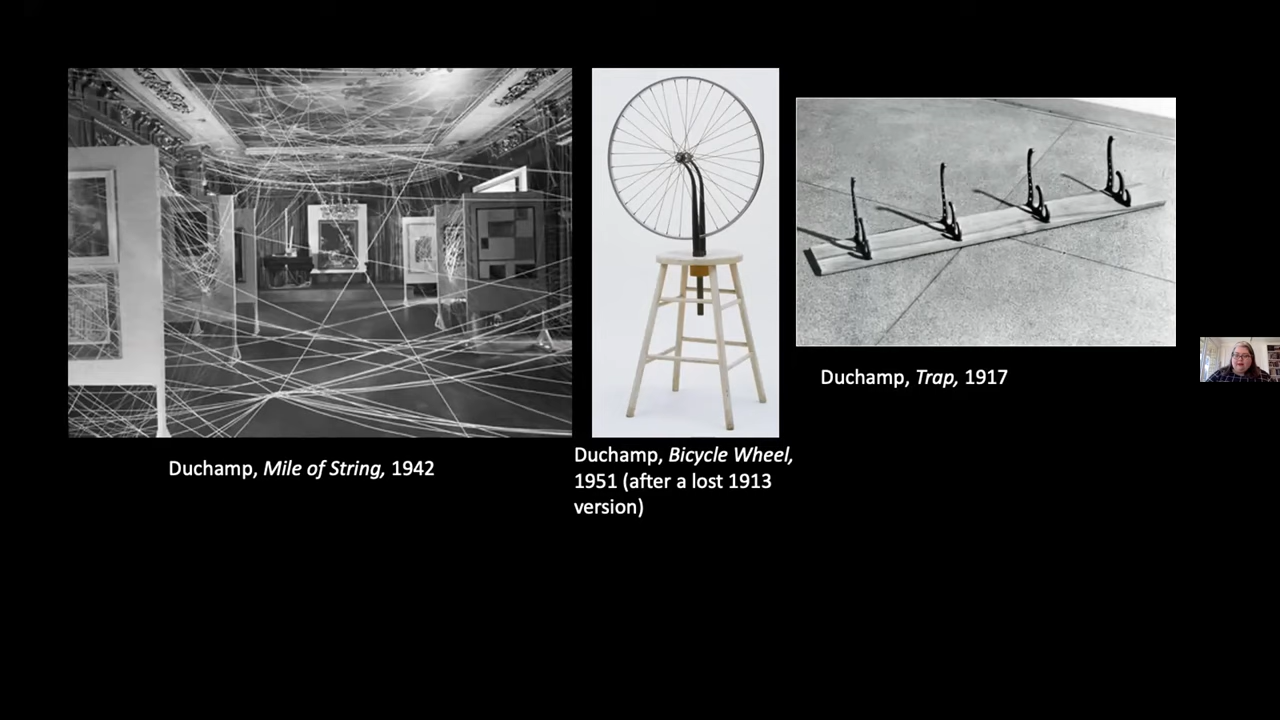 Duchamp, Trap, 1917
Duchamp, Mile of String, 1942
Duchamp, Bicycle Wheel,
1951 (after a lost 1913
version)